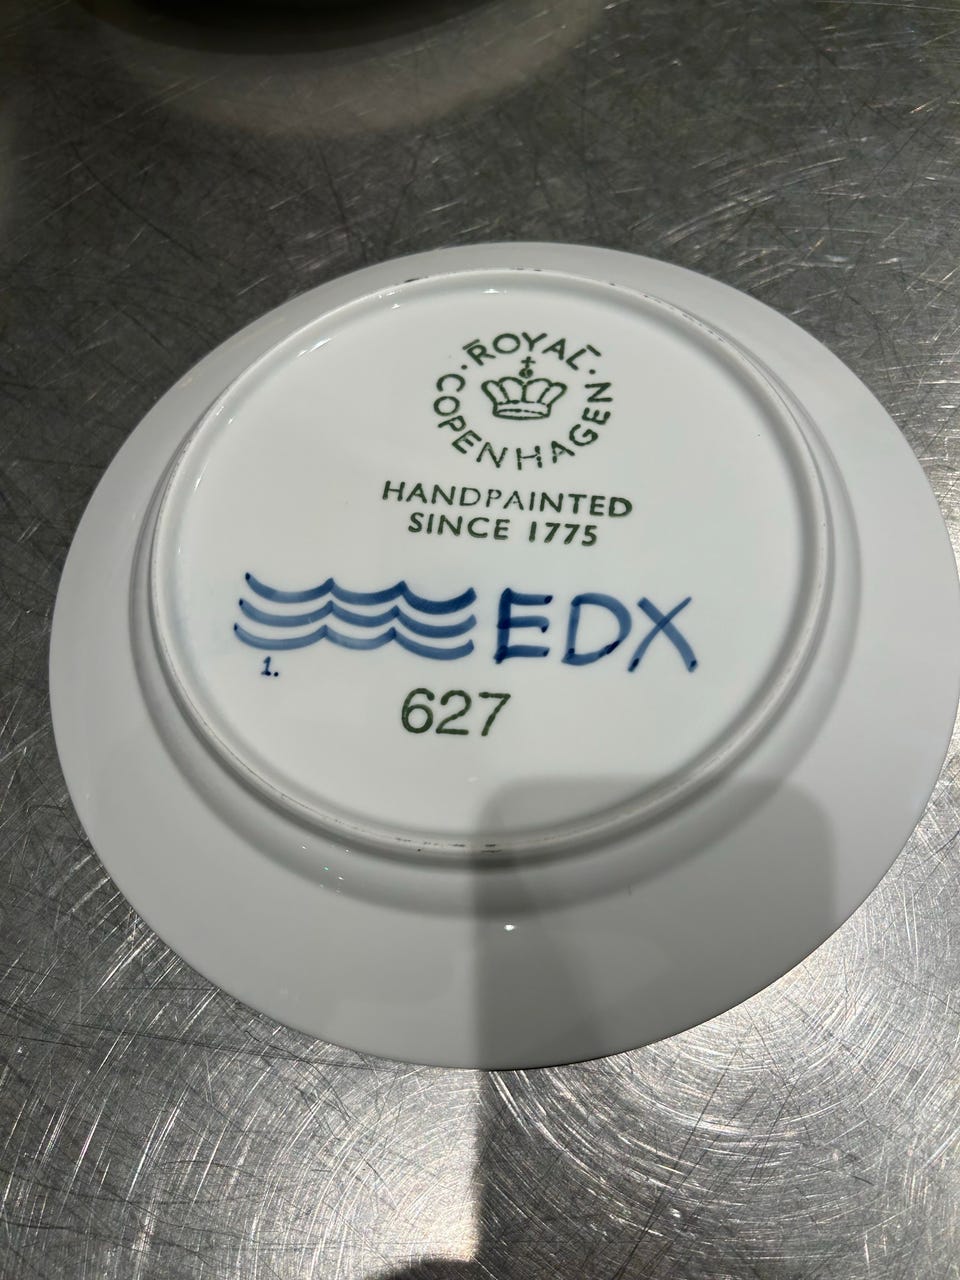 ROYAL
COPENHAGEN
HANDPAINTED
SINCE 1775
EDX
1.
627